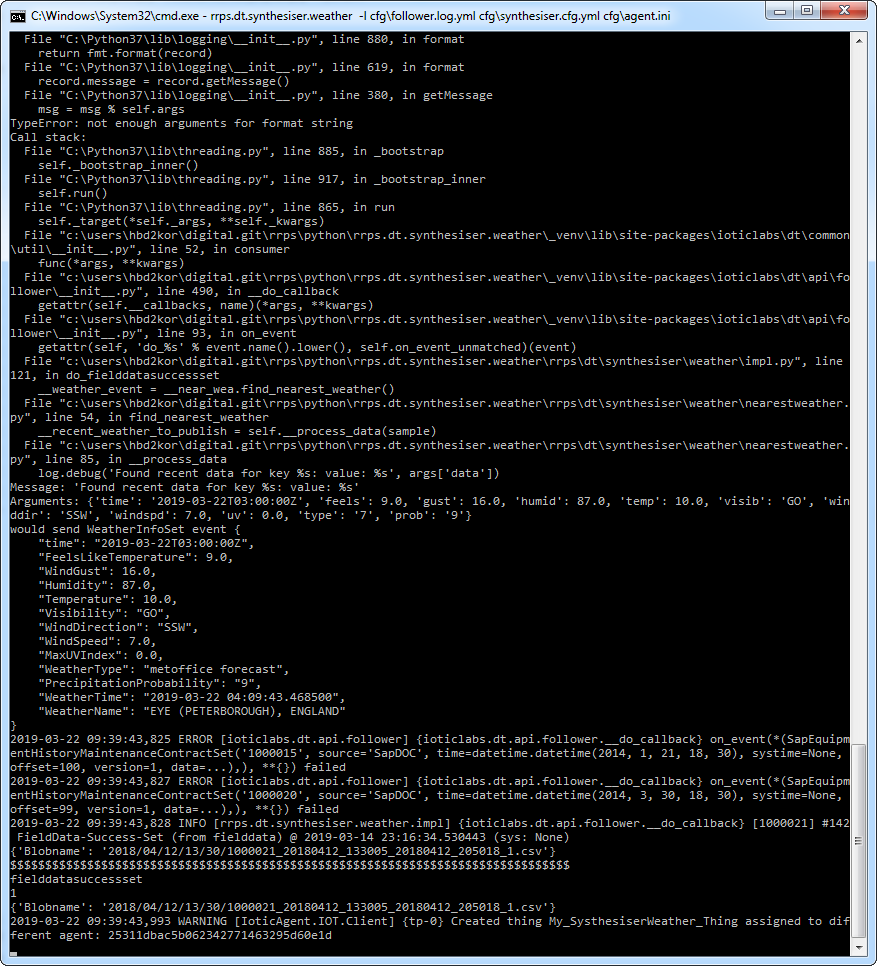 C:\Windows\System32\cmd.exe - rrps.dt.synthesiser.weather  -l cfg\follower.log.yml cfg\synthesiser.cfg.yml cfg\agent.ini
  File "C:\Python37\lib\logging\__init__.py", line 880, in format
    return fmt.format(record)
  File "C:\Python37\lib\logging\__init__.py", line 619, in format
    record.message = record.getMessage()
  File "C:\Python37\lib\logging\__init__.py", line 380, in getMessage
    msg = msg % self.args
TypeError: not enough arguments for format string
Call stack:
  File "C:\Python37\lib\threading.py", line 885, in _bootstrap
    self._bootstrap_inner()
  File "C:\Python37\lib\threading.py", line 917, in _bootstrap_inner
    self.run()
  File "C:\Python37\lib\threading.py", line 865, in run
    self._target(*self._args, **self._kwargs)
  File "c:\users\hbd2kor\digital.git\rrps\python\rrps.dt.synthesiser.weather\_venv\lib\site-packages\ioticlabs\dt\common
\util\__init__.py", line 52, in consumer
    func(*args, **kwargs)
  File "c:\users\hbd2kor\digital.git\rrps\python\rrps.dt.synthesiser.weather\_venv\lib\site-packages\ioticlabs\dt\api\fo
llower\__init__.py", line 490, in __do_callback
    getattr(self.__callbacks, name)(*args, **kwargs)
  File "c:\users\hbd2kor\digital.git\rrps\python\rrps.dt.synthesiser.weather\_venv\lib\site-packages\ioticlabs\dt\api\fo
llower\__init__.py", line 93, in on_event
    getattr(self, 'do_%s' % event.name().lower(), self.on_event_unmatched)(event)
  File "c:\users\hbd2kor\digital.git\rrps\python\rrps.dt.synthesiser.weather\rrps\dt\synthesiser\weather\impl.py", line
121, in do_fielddatasuccessset
    __weather_event = __near_wea.find_nearest_weather()
  File "c:\users\hbd2kor\digital.git\rrps\python\rrps.dt.synthesiser.weather\rrps\dt\synthesiser\weather\nearestweather.
py", line 54, in find_nearest_weather
    __recent_weather_to_publish = self.__process_data(sample)
  File "c:\users\hbd2kor\digital.git\rrps\python\rrps.dt.synthesiser.weather\rrps\dt\synthesiser\weather\nearestweather.
py", line 85, in __process_data
    log.debug('Found recent data for key %s: value: %s', args['data'])
Message: 'Found recent data for key %s: value: %s'
Arguments: {'time': '2019-03-22T03:00:00Z', 'feels': 9.0, 'gust': 16.0, 'humid': 87.0, 'temp': 10.0, 'visib': 'GO', 'win
ddir': 'SSW', 'windspd': 7.0, 'uv': 0.0, 'type': '7', 'prob': '9'}
would send WeatherInfoSet event {
    "time": "2019-03-22T03:00:00Z",
    "FeelsLikeTemperature": 9.0,
    "WindGust": 16.0,
    "Humidity": 87.0,
    "Temperature": 10.0,
    "Visibility": "GO",
    "WindDirection": "SSW",
    "WindSpeed": 7.0,
    "MaxUVIndex": 0.0,
    "WeatherType": "metoffice forecast",
    "PrecipitationProbability": "9",
    "WeatherTime": "2019-03-22 04:09:43.468500",
    "WeatherName": "EYE (PETERBOROUGH), ENGLAND"
}
2019-03-22 09:39:43,825 ERROR [ioticlabs.dt.api.follower] {ioticlabs.dt.api.follower.__do_callback} on_event(*(SapEquipm
entHistoryMaintenanceContractSet('1000015', source='SapDOC', time=datetime.datetime(2014, 1, 21, 18, 30), systime=None,
offset=100, version=1, data=...),), **{}) failed
2019-03-22 09:39:43,827 ERROR [ioticlabs.dt.api.follower] {ioticlabs.dt.api.follower.__do_callback} on_event(*(SapEquipm
entHistoryMaintenanceContractSet('1000020', source='SapDOC', time=datetime.datetime(2014, 3, 30, 18, 30), systime=None,
offset=99, version=1, data=...),), **{}) failed
2019-03-22 09:39:43,828 INFO [rrps.dt.synthesiser.weather.impl] {ioticlabs.dt.api.follower.__do_callback} [1000021] #142
 FieldData-Success-Set (from fielddata) @ 2019-03-14 23:16:34.530443 (sys: None)
{'Blobname': '2018/04/12/13/30/1000021_20180412_133005_20180412_205018_1.csv'}
$$$$$$$$$$$$$$$$$$$$$$$$$$$$$$$$$$$$$$$$$$$$$$$$$$$$$$$$$$$$$$$$$$$$$$$$$$$$$$$$
fielddatasuccessset
1
{'Blobname': '2018/04/12/13/30/1000021_20180412_133005_20180412_205018_1.csv'}
2019-03-22 09:39:43,993 WARNING [IoticAgent.IOT.Client] {tp-0} Created thing My_SysthesiserWeather_Thing assigned to dif
ferent agent: 25311dbac5b062342771463295d60e1d